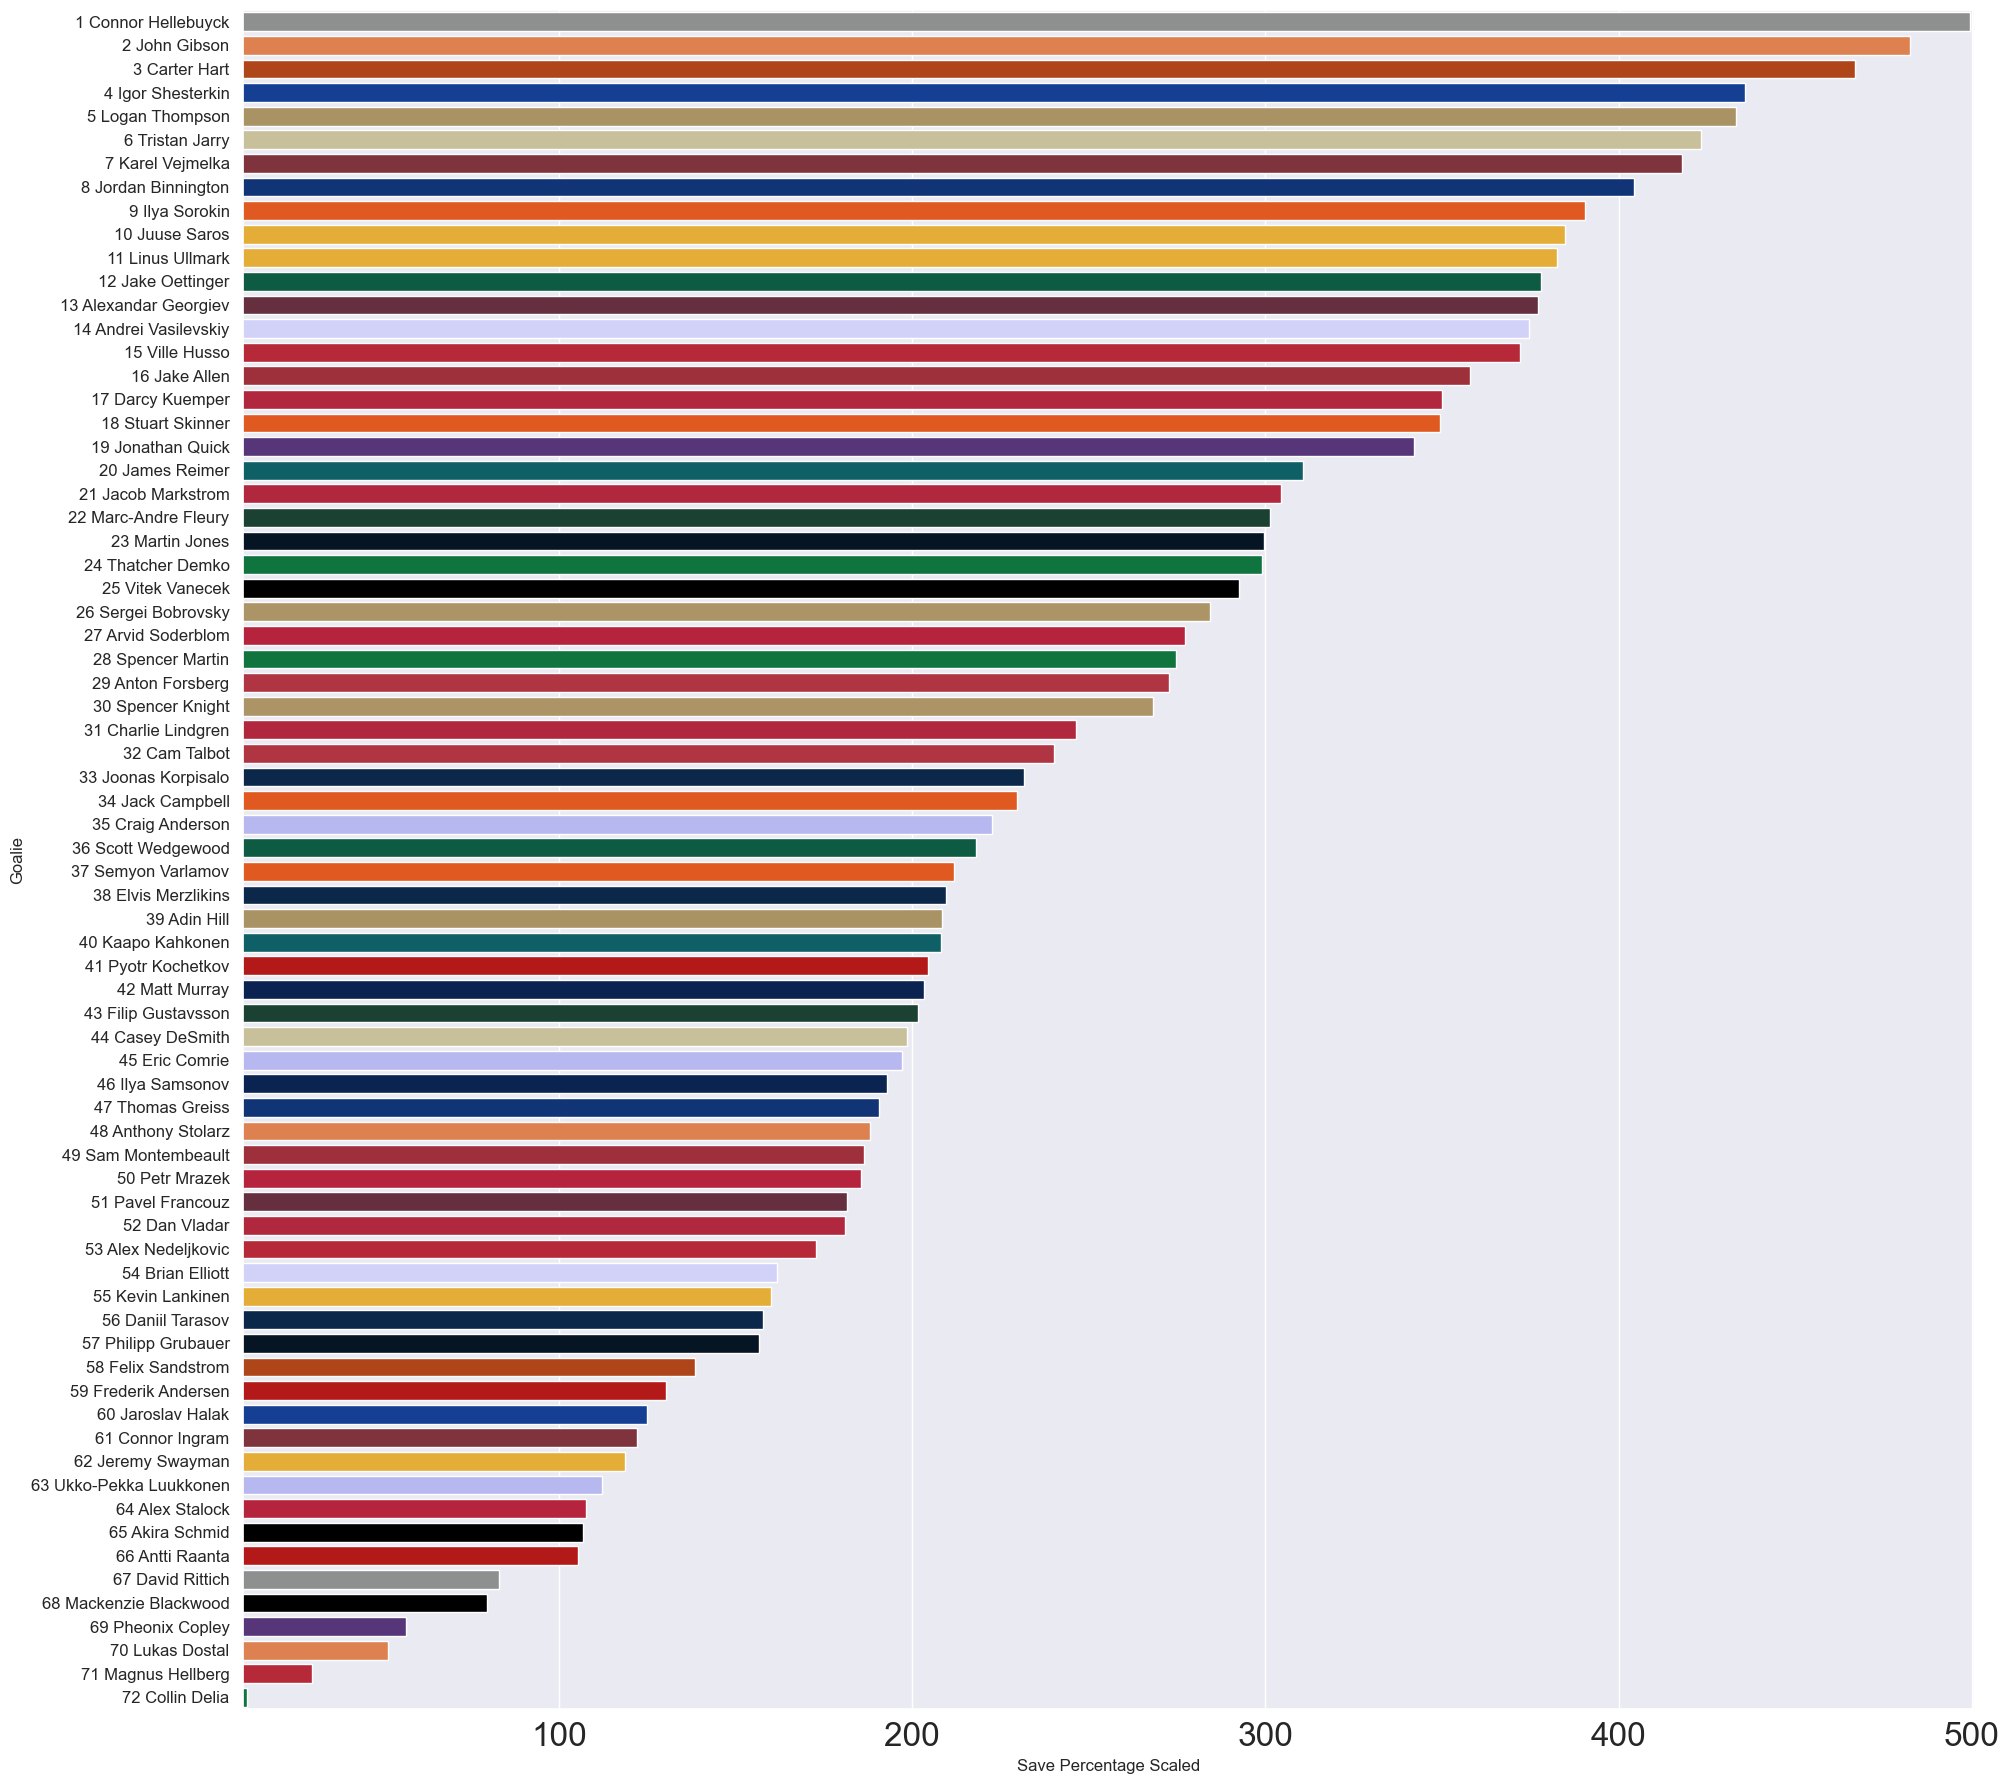 1 Connor Hellebuyck
2 John Gibson
3 Carter Hart
4 Igor Shesterkin
5 Logan Thompson
6 Tristan Jarry
7 Karel Vejmelka
8 Jordan Binnington
9 Ilya Sorokin
10 Juuse Saros
11 Linus Ullmark
12 Jake Oettinger
13 Alexandar Georgiev
14 Andrei Vasilevskiy
15 Ville Husso
16 Jake Allen
17 Darcy Kuemper
18 Stuart Skinner
19 Jonathan Quick
20 James Reimer
21 Jacob Markstrom
22 Marc-Andre Fleury
23 Martin Jones
24 Thatcher Demko
25 Vitek Vanecek
26 Sergei Bobrovsky
27 Arvid Soderblom
28 Spencer Martin
29 Anton Forsberg
30 Spencer Knight
31 Charlie Lindgren
32 Cam Talbot
33 Joonas Korpisalo
34 Jack Campbell
35 Craig Anderson
36 Scott Wedgewood
37 Semyon Varlamov
38 Elvis Merzlikins
39 Adin Hill
40 Kaapo Kahkonen
41 Pyotr Kochetkov
42 Matt Murray
43 Filip Gustavsson
44 Casey DeSmith
45 Eric Comrie
46 Ilya Samsonov
47 Thomas Greiss
48 Anthony Stolarz
49 Sam Montembeault
50 Petr Mrazek
51 Pavel Francouz
52 Dan Vladar
53 Alex Nedeljkovic
54 Brian Elliott
55 Kevin Lankinen
56 Daniil Tarasov
57 Philipp Grubauer
58 Felix Sandstrom
59 Frederik Andersen
60 Jaroslav Halak
61 Connor Ingram
62 Jeremy Swayman
63 Ukko-Pekka Luukkonen
64 Alex Stalock
65 Akira Schmid
66 Antti Raanta
67 David Rittich
68 Mackenzie Blackwood
69 Pheonix Copley
70 Lukas Dostal
71 Magnus Hellberg
72 Collin Delia
Goalie
100 200 300 400 500
Save Percentage Scaled